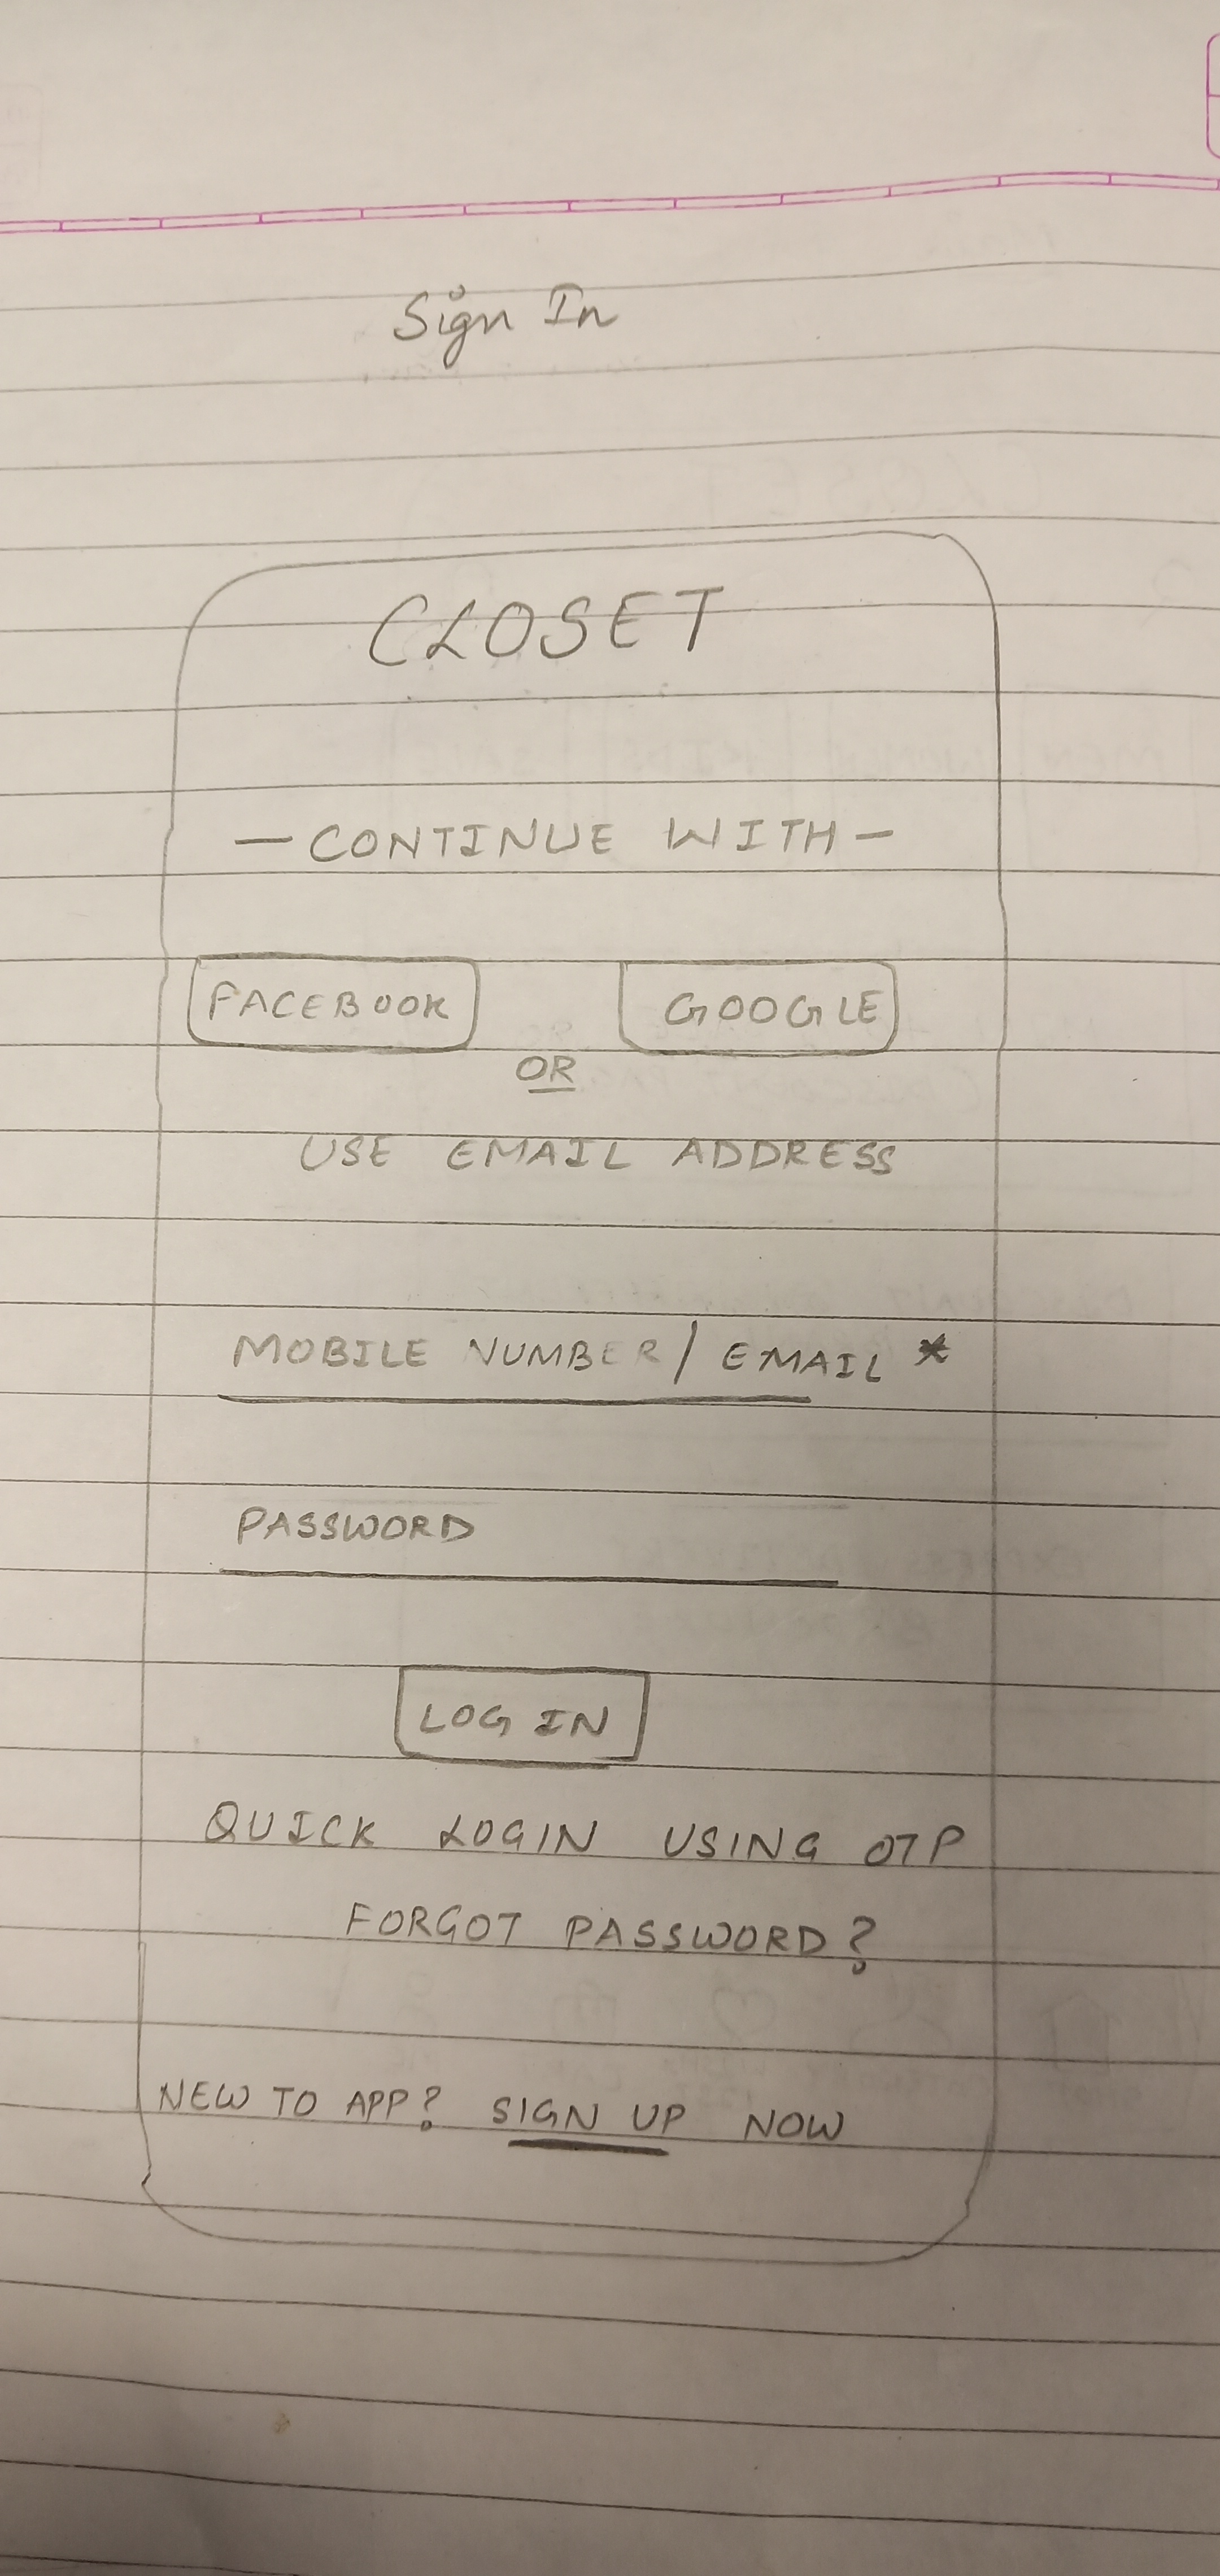 Sign In
CLOSET
- CONTINUE WITH -
FACEBOOK GOOGLE
OR
USE EMAIL ADDRESS
MOBILE NUMBER / EMAIL *
PASSWORD
LOG IN
QUICK LOGIN USING OTP
FORGOT PASSWORD?
NEW TO APP? SIGN UP NOW